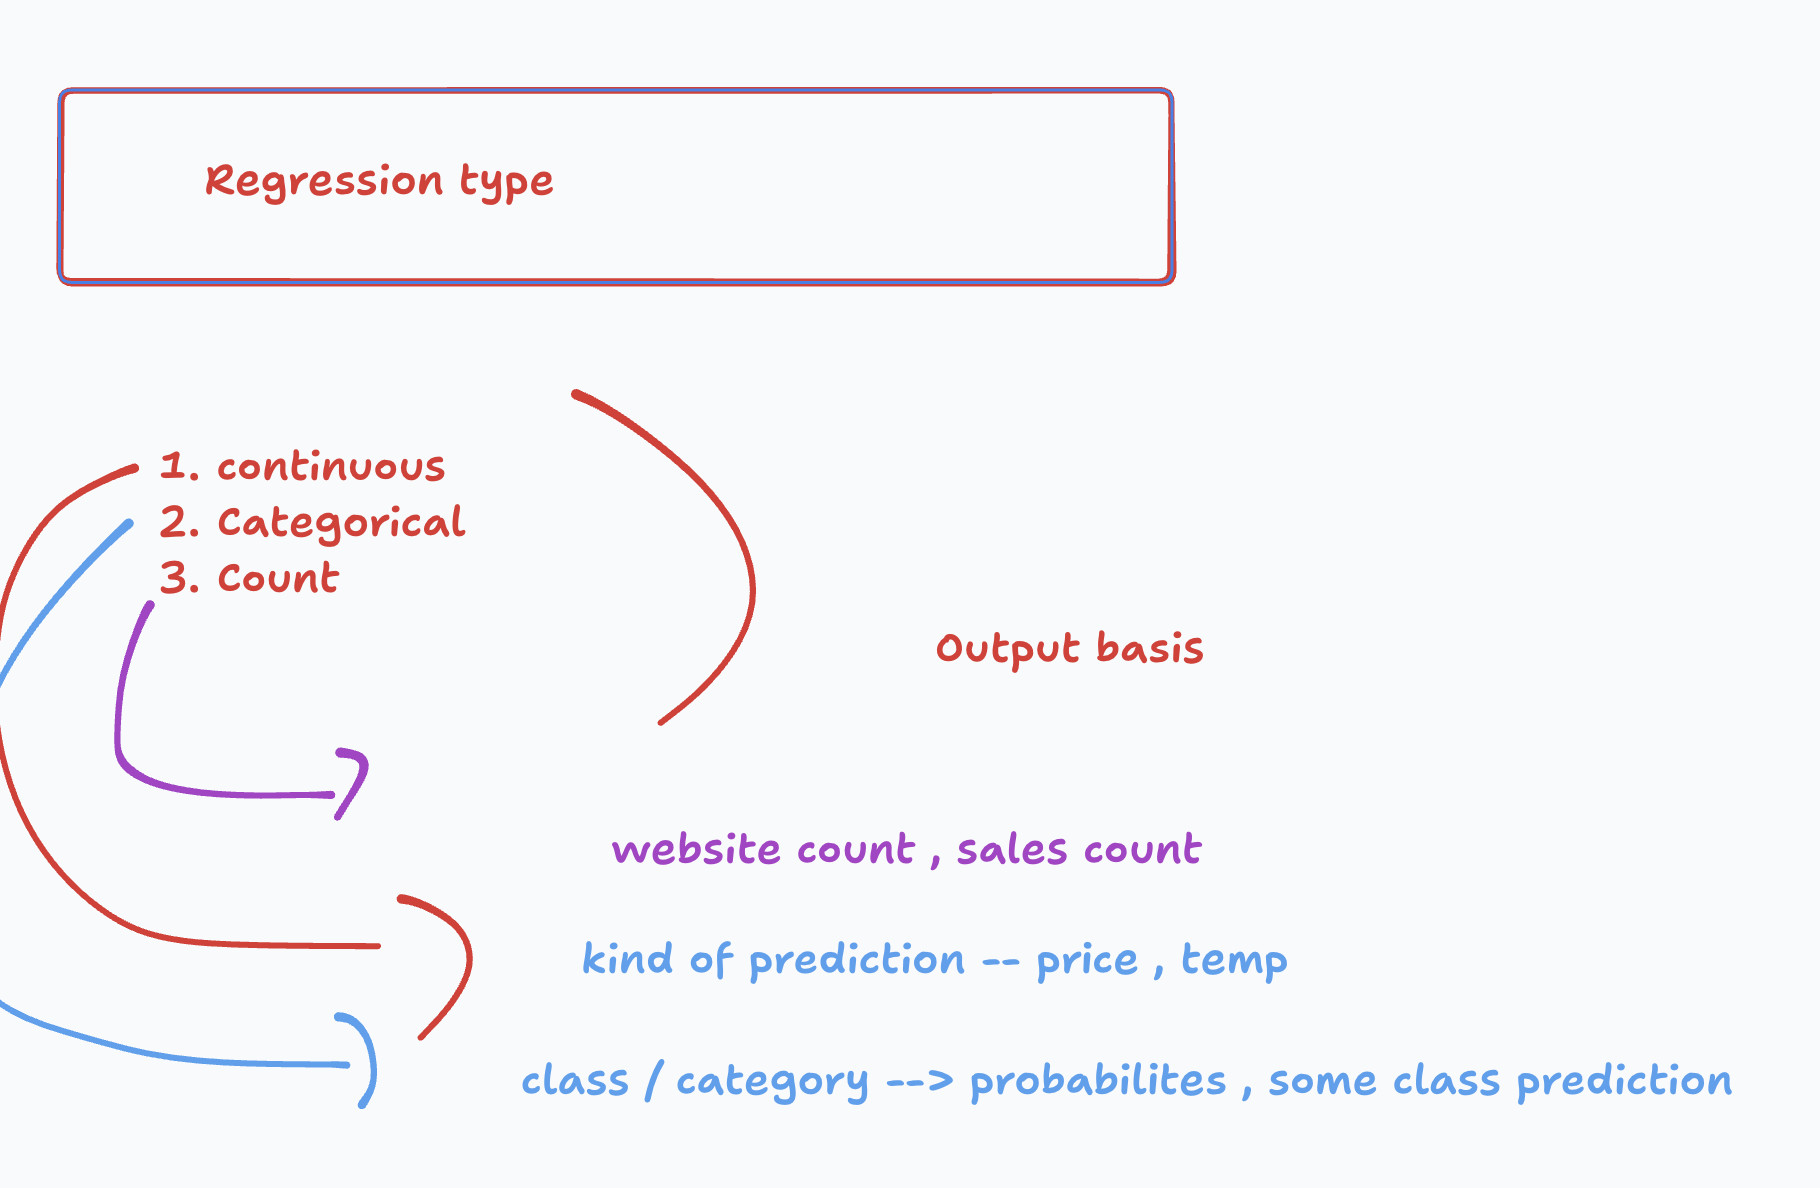 Regression type
1. continuous
2. Categorical
3. Count
Output basis
website count , sales count
kind of prediction -- price , temp
class / category --> probabilites , some class prediction